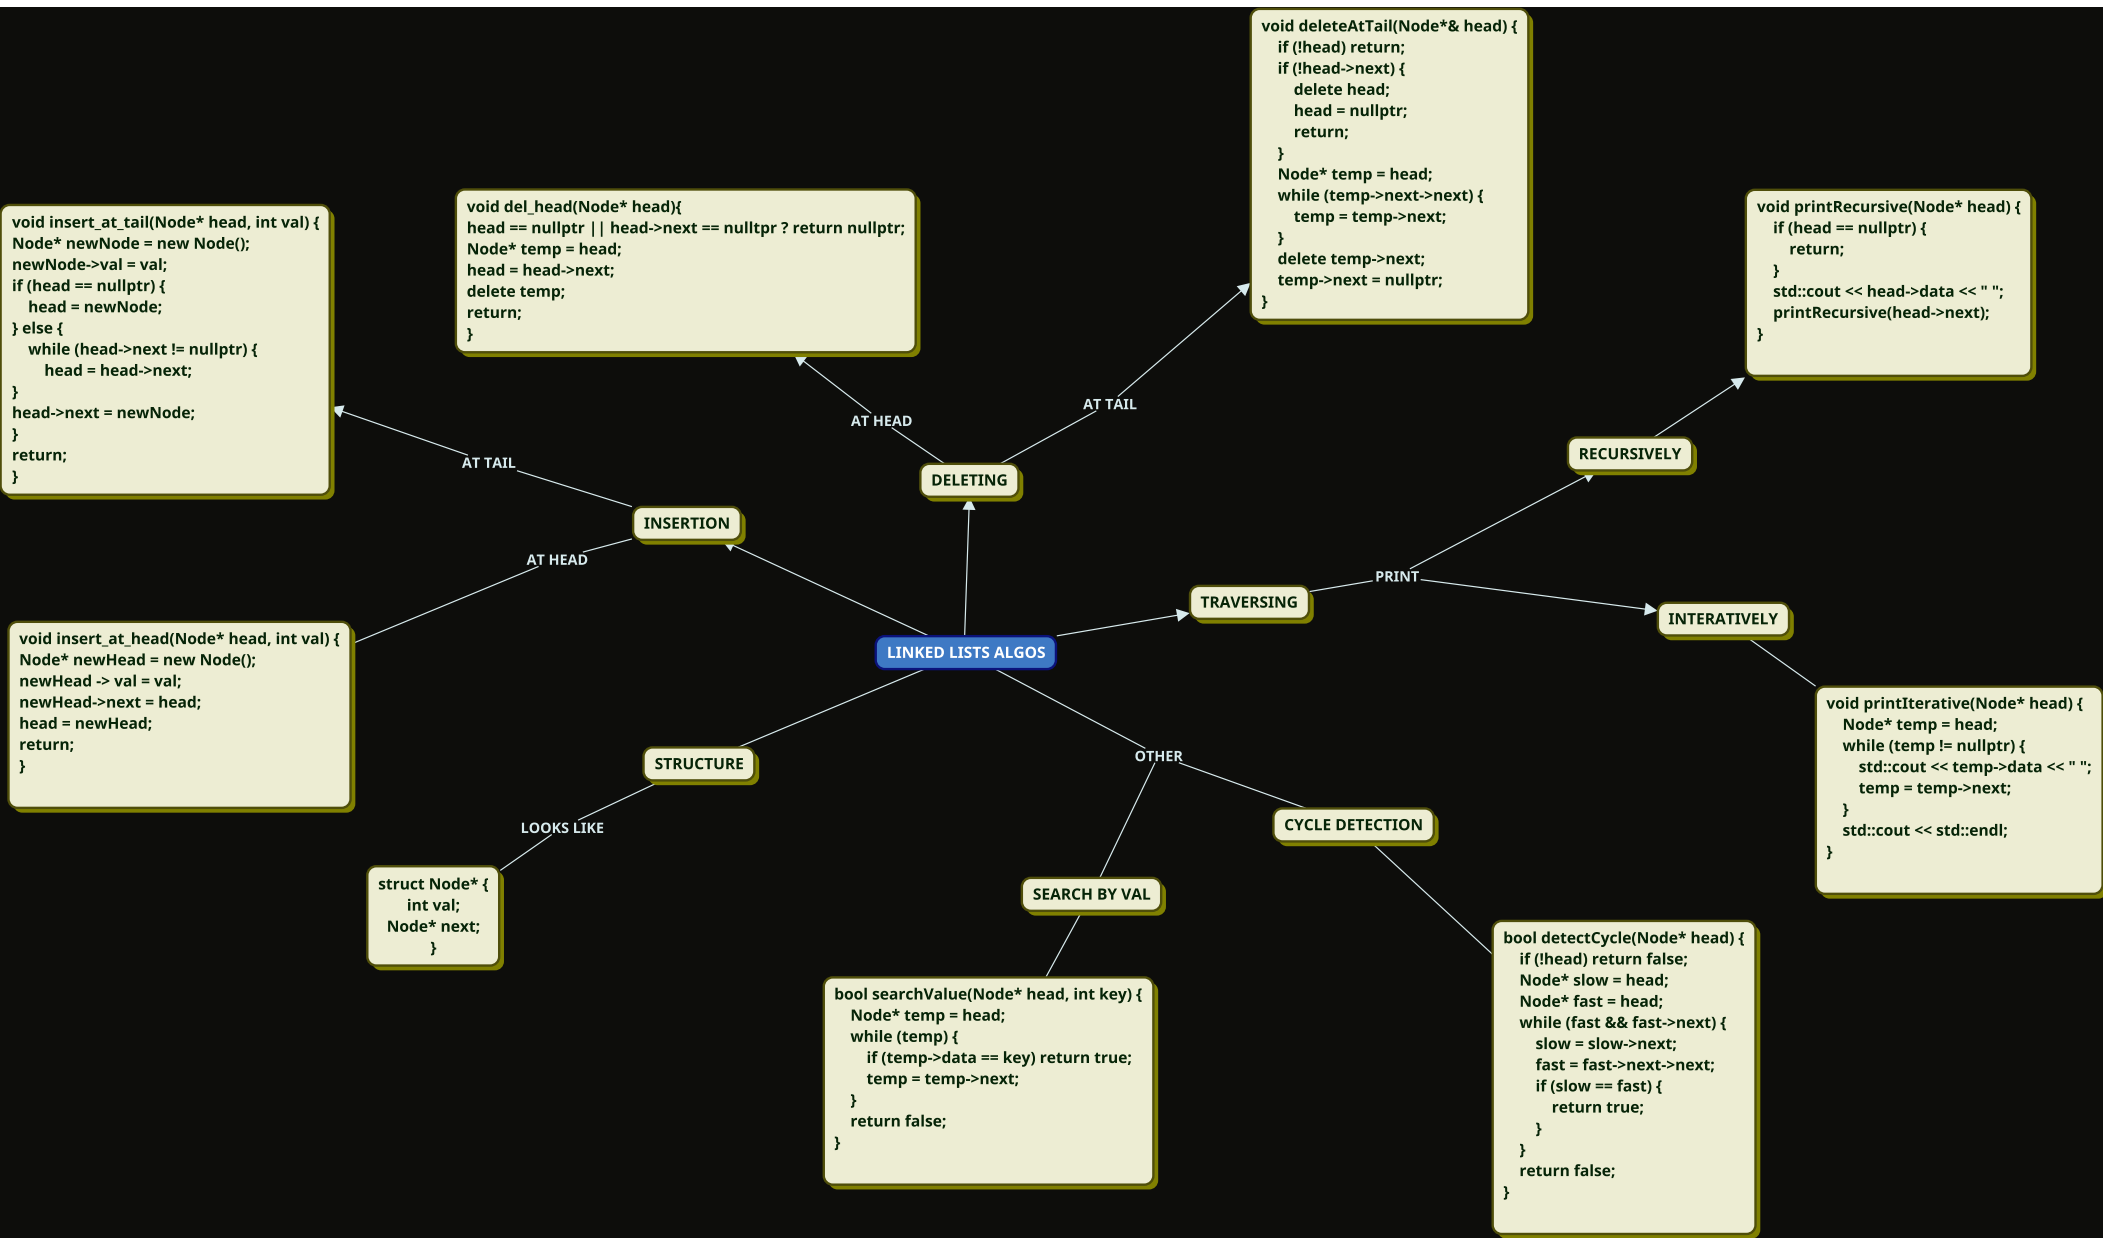 void deleteAtTail(Node*& head) {
    if (!head) return;
    if (!head->next) {
        delete head;
        head = nullptr;
        return;
    }
    Node* temp = head;
    while (temp->next->next) {
        temp = temp->next;
    }
    delete temp->next;
    temp->next = nullptr;
}
void insert_at_tail(Node* head, int val) {
Node* newNode = new Node();
newNode->val = val;
if (head == nullptr) {
    head = newNode;
} else {
    while (head->next != nullptr) {
        head = head->next;
}
head->next = newNode;
}
return;
}
void del_head(Node* head){
head == nullptr || head->next == nulltpr ? return nullptr;
Node* temp = head;
head = head->next;
delete temp;
return;
}
void printRecursive(Node* head) {
    if (head == nullptr) {
        return;
    }
    std::cout << head->data << " ";
    printRecursive(head->next);
}
AT HEAD
AT TAIL
AT TAIL
DELETING
RECURSIVELY
INSERTION
AT HEAD
PRINT
TRAVERSING
INTERATIVELY
LINKED LISTS ALGOS
void insert_at_head(Node* head, int val) {
Node* newHead = new Node();
newHead -> val = val;
newHead->next = head;
head = newHead;
return;
}
STRUCTURE
OTHER
LOOKS LIKE
struct Node* {
int val;
Node* next;
}
CYCLE DETECTION
SEARCH BY VAL
void printIterative(Node* head) {
    Node* temp = head;
    while (temp != nullptr) {
        std::cout << temp->data << " ";
        temp = temp->next;
    }
    std::cout << std::endl;
}
bool searchValue(Node* head, int key) {
    Node* temp = head;
    while (temp) {
        if (temp->data == key) return true;
        temp = temp->next;
    }
    return false;
}
bool detectCycle(Node* head) {
    if (!head) return false;
    Node* slow = head;
    Node* fast = head;
    while (fast && fast->next) {
        slow = slow->next;
        fast = fast->next->next;
        if (slow == fast) {
            return true;
        }
    }
    return false;
}